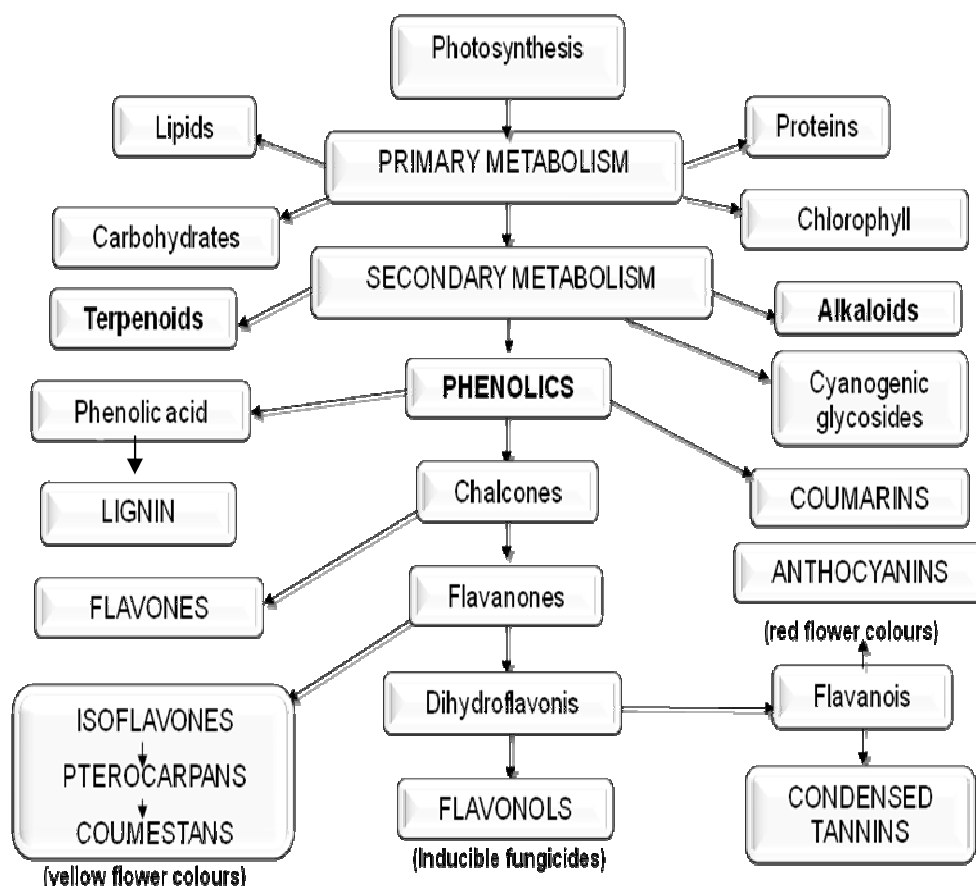 Photosynthesis
Lipids
Proteins
PRIMARY METABOLISM
Carbohydrates
Chlorophyll
SECONDARY METABOLISM
Terpenoids
Alkaloids
PHENOLICS
Cyanogenic
glycosides
Phenolic acid
Chalcones
COUMARINS
LIGNIN
ANTHOCYANINS
(red flower colours)
FLAVONES
Flavanones
Dihydroflavonis
Flavanois
ISOFLAVONES
PTEROCARPANS
COUMESTANS
(yellow flower colours)
FLAVONOLS
(Inducible fungicides)
CONDENSED
TANNINS